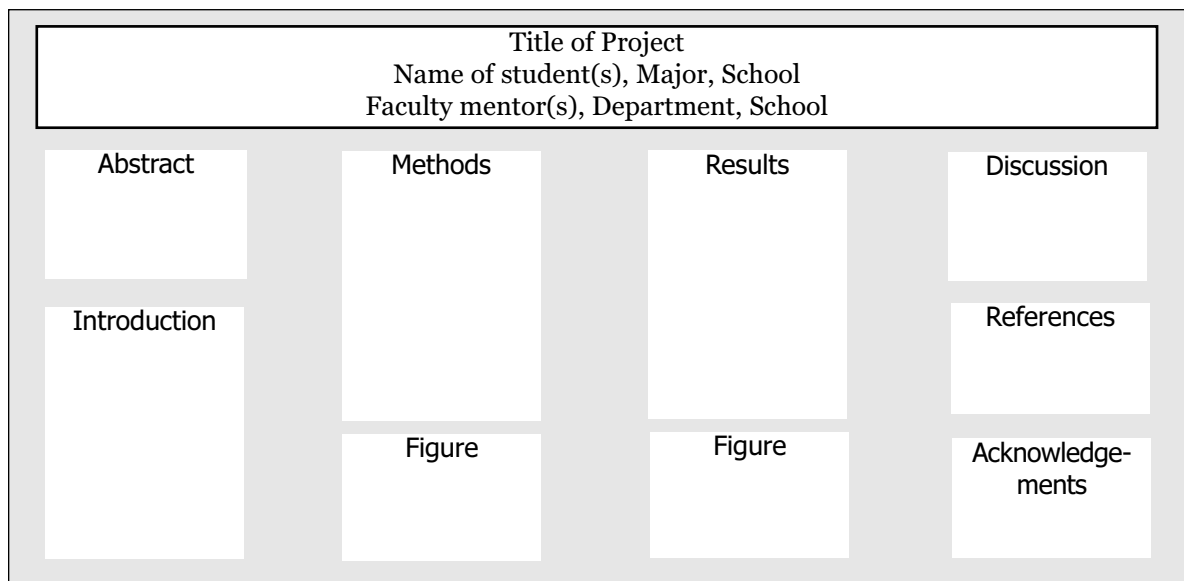 Title of Project
Name of student(s), Major, School
Faculty mentor(s), Department, School
Abstract
Introduction
Methods
Figure
Results
Figure
Discussion
References
Acknowledge-
ments